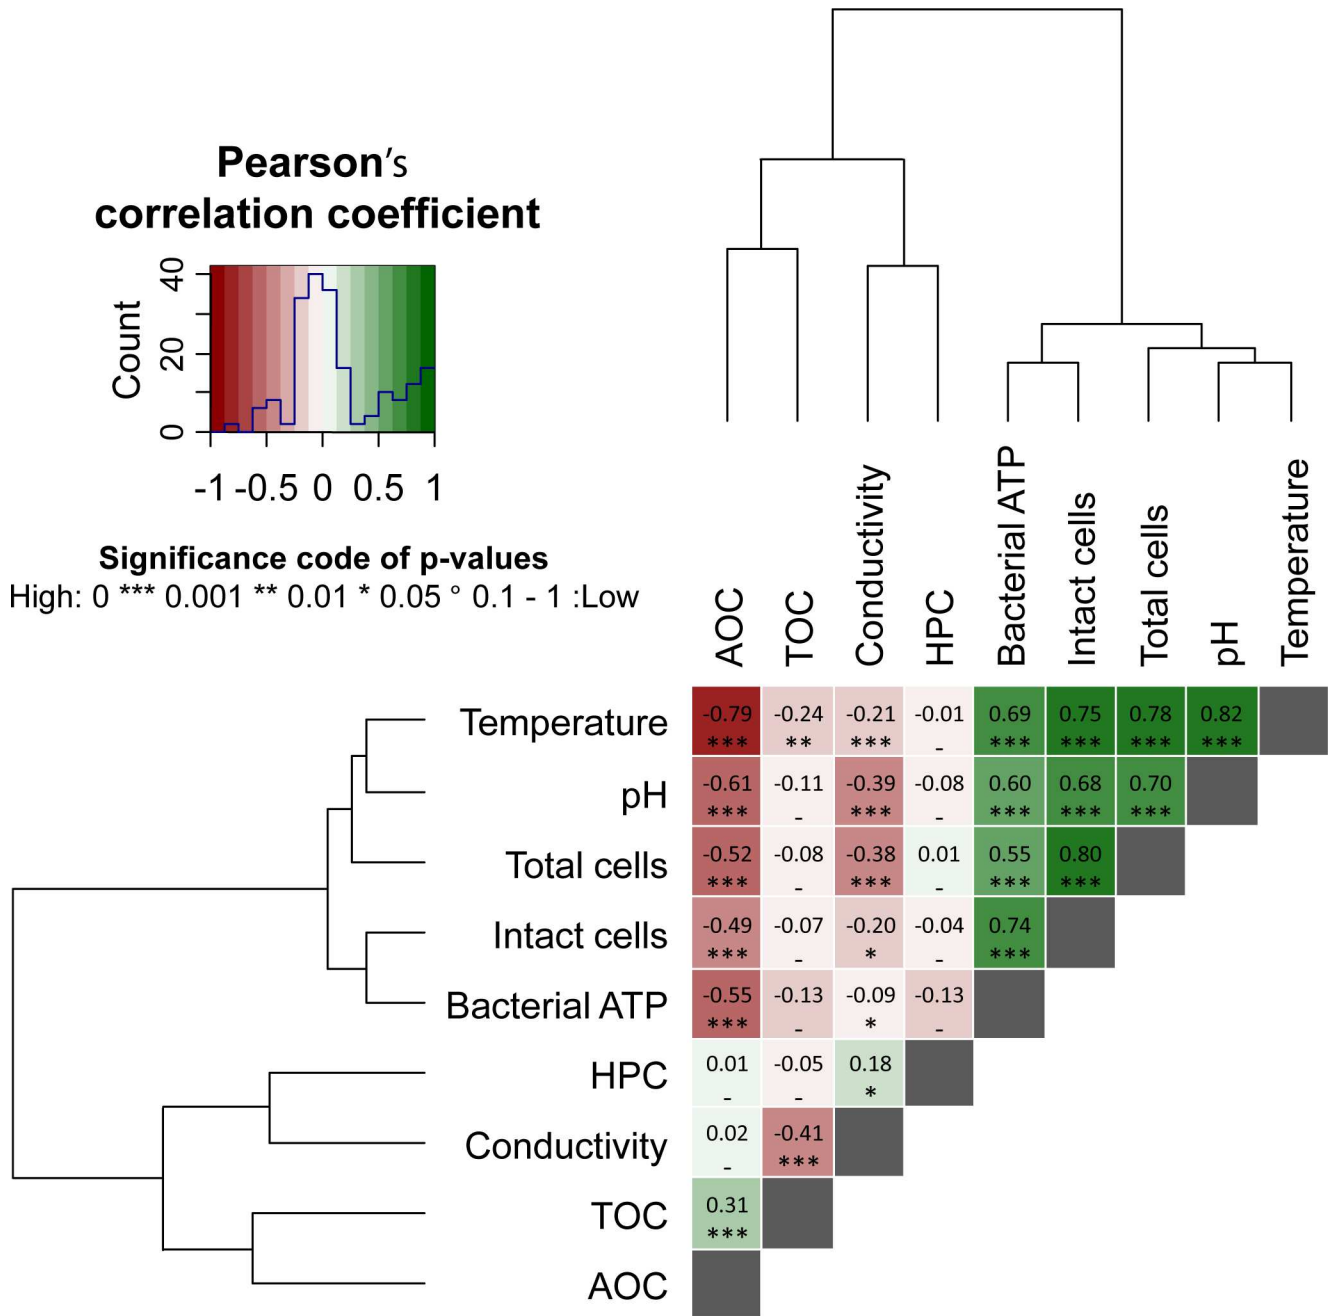 Pearson's
correlation coefficient
Count
0 20 40
-1 -0.5 0 0.5 1
Significance code of p-values
High: 0 *** 0.001 ** 0.01 * 0.05 ° 0.1 - 1 :Low
AOC
TOC
Conductivity
HPC
Bacterial ATP
Intact cells
Total cells
pH
Temperature
Temperature
-0.79 -0.24 -0.21 -0.01 0.69 0.75 0.78 0.82
*** ** *** - *** *** *** ***
pH
-0.61 -0.11 -0.39 -0.08 0.60 0.68 0.70
*** - *** - *** *** ***
Total cells
-0.52 -0.08 -0.38 0.01 0.55 0.80
*** - *** - *** ***
Intact cells
-0.49 -0.07 -0.20 -0.04 0.74
*** - * - ***
Bacterial ATP
-0.55 -0.13 -0.09 -0.13
*** - * -
HPC
0.01 -0.05 0.18
- - *
Conductivity
0.02 -0.41
- ***
TOC
0.31
***
AOC